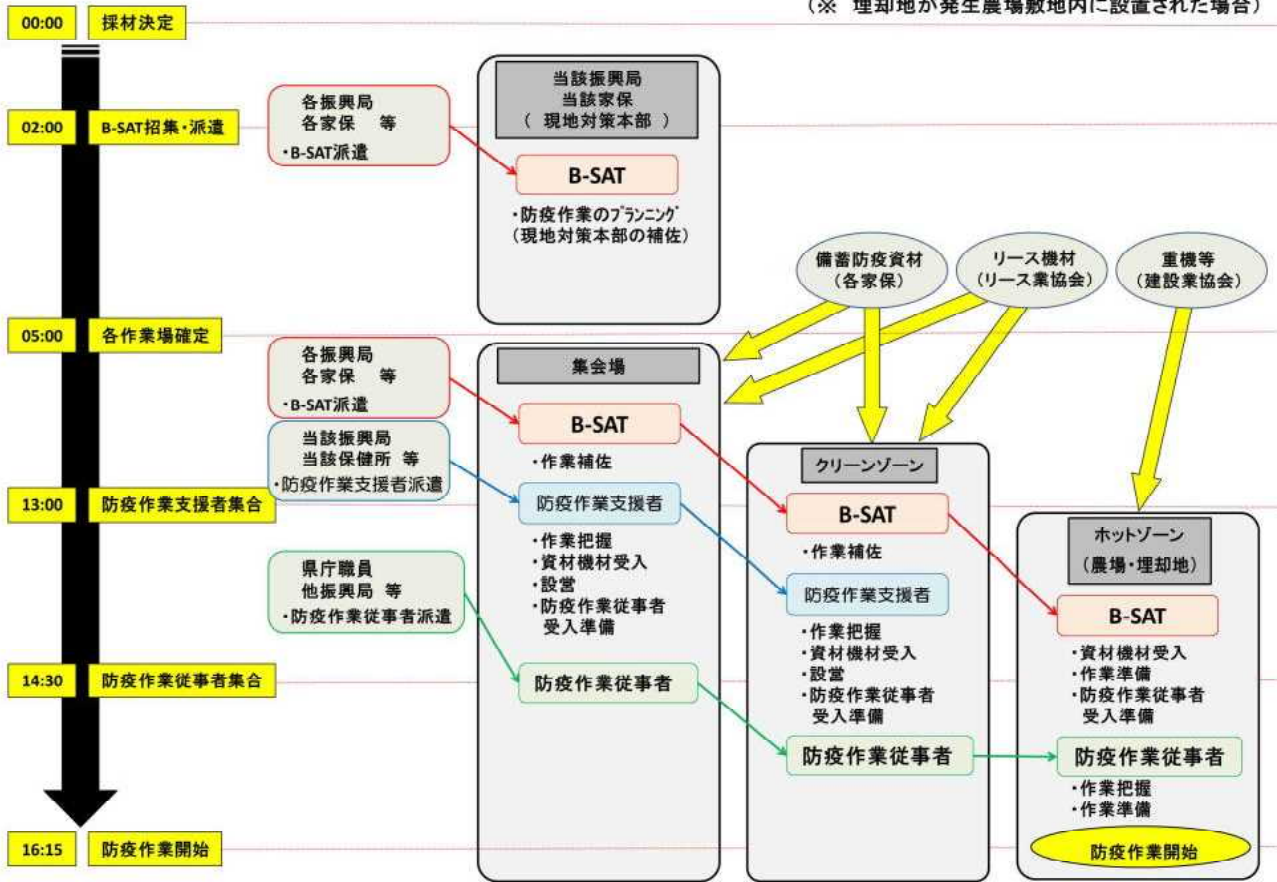 (※ 埋却地が発生農場敷地内に設置された場合)
00:00 採材決定
02:00 B-SAT招集・派遣
各振興局
各家保 等
・B-SAT派遣
当該振興局
当該家保
( 現地対策本部 )
B-SAT
・防疫作業のプランニング
(現地対策本部の補佐)
備蓄防疫資材
(各家保)
リース機材
(リース業協会)
重機等
(建設業協会)
05:00 各作業場確定
各振興局
各家保 等
・B-SAT派遣
当該振興局
当該保健所 等
・防疫作業支援者派遣
13:00 防疫作業支援者集合
県庁職員
他振興局 等
・防疫作業従事者派遣
14:30 防疫作業従事者集合
16:15 防疫作業開始
集会場
B-SAT
・作業補佐
防疫作業支援者
・作業把握
・資材機材受入
・設営
・防疫作業従事者
受入準備
防疫作業従事者
クリーンゾーン
B-SAT
・作業補佐
防疫作業支援者
・作業把握
・資材機材受入
・設営
・防疫作業従事者
受入準備
防疫作業従事者
ホットゾーン
(農場・埋却地)
B-SAT
・資材機材受入
・作業準備
・防疫作業従事者
受入準備
防疫作業従事者
・作業把握
・作業準備
防疫作業開始